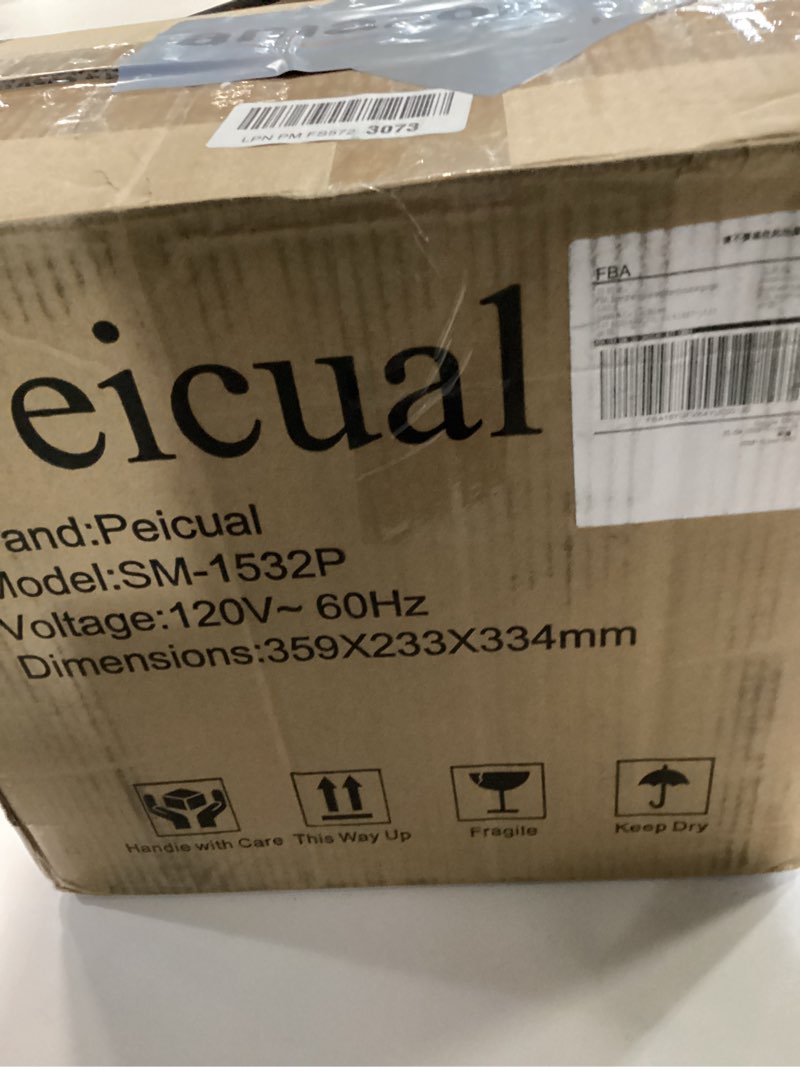 LPN PM FS572 3073
FBA
eicual
and:Peicual
Model:SM-1532P
Voltage:120V~ 60Hz
Dimensions:359X233X334mm
Handle with Care
This Way Up
Fragile
Keep Dry